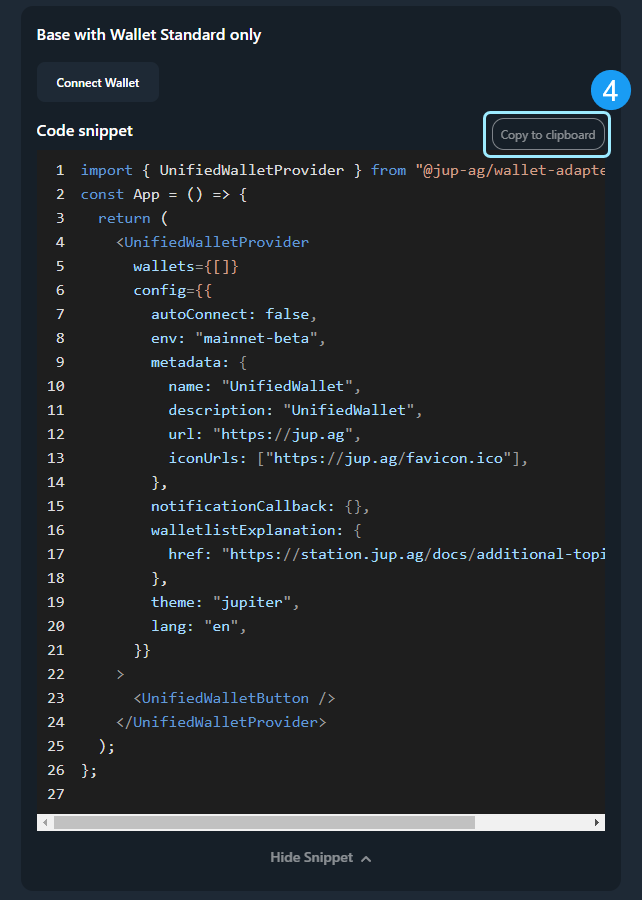 Base with Wallet Standard only
Connect Wallet
4
Code snippet
Copy to clipboard
1 import { UnifiedWalletProvider } from "@jup-ag/wallet-adapte
2 const App = () => {
3   return (
4     <UnifiedWalletProvider
5       wallets={[]}
6       config={{
7         autoConnect: false,
8         env: "mainnet-beta",
9         metadata: {
10           name: "UnifiedWallet",
11           description: "UnifiedWallet",
12           url: "https://jup.ag",
13           iconUrls: ["https://jup.ag/favicon.ico"],
14         },
15         notificationCallback: {},
16         walletlistExplanation: {
17           href: "https://station.jup.ag/docs/additional-topi
18         },
19         theme: "jupiter",
20         lang: "en",
21       }}
22     >
23       <UnifiedWalletButton />
24     </UnifiedWalletProvider>
25   );
26 };
27
Hide Snippet